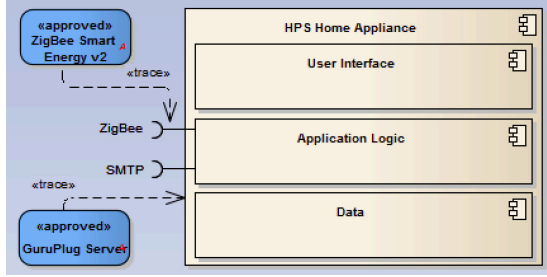 «approved»
ZigBee Smart
Energy v2
«trace»
HPS Home Appliance
User Interface
ZigBee
Application Logic
SMTP
«trace»
Data
«approved»
GuruPlug Server